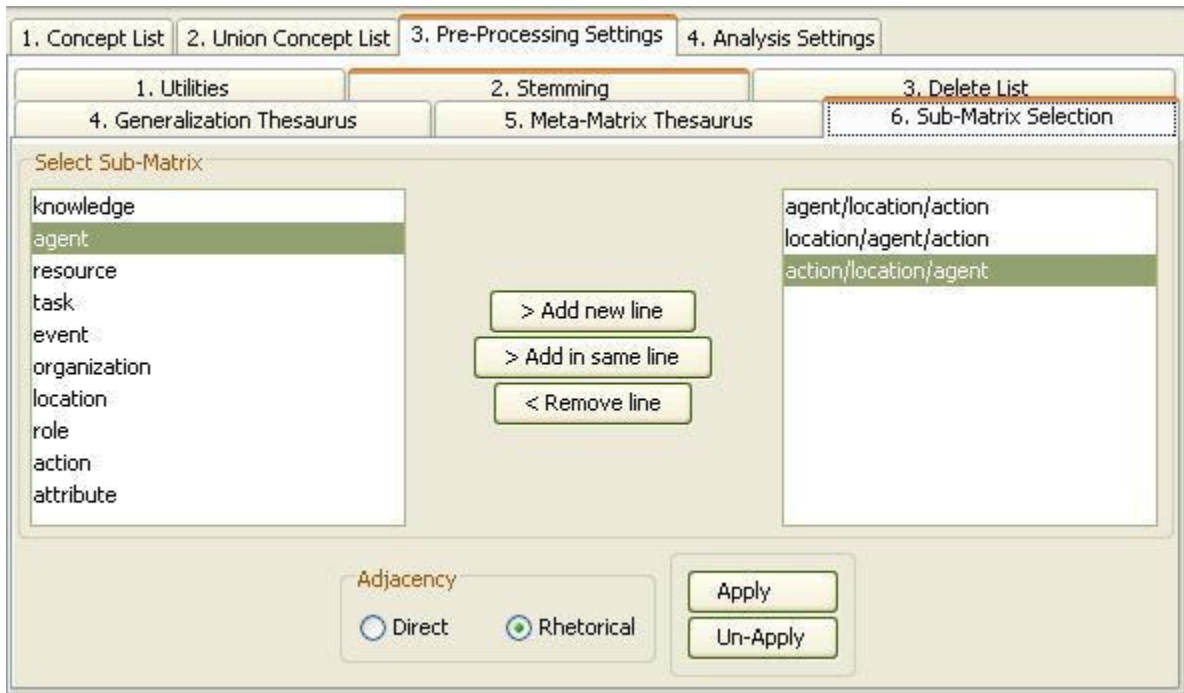 1. Concept List 2. Union Concept List 3. Pre-Processing Settings 4. Analysis Settings
1. Utilities 2. Stemming 3. Delete List
4. Generalization Thesaurus 5. Meta-Matrix Thesaurus 6. Sub-Matrix Selection
Select Sub-Matrix
knowledge
agent
resource
task
event
organization
location
role
action
attribute
> Add new line
> Add in same line
< Remove line
agent/location/action
location/agent/action
action/location/agent
Adjacency
Direct Rhetorical
Apply
Un-Apply